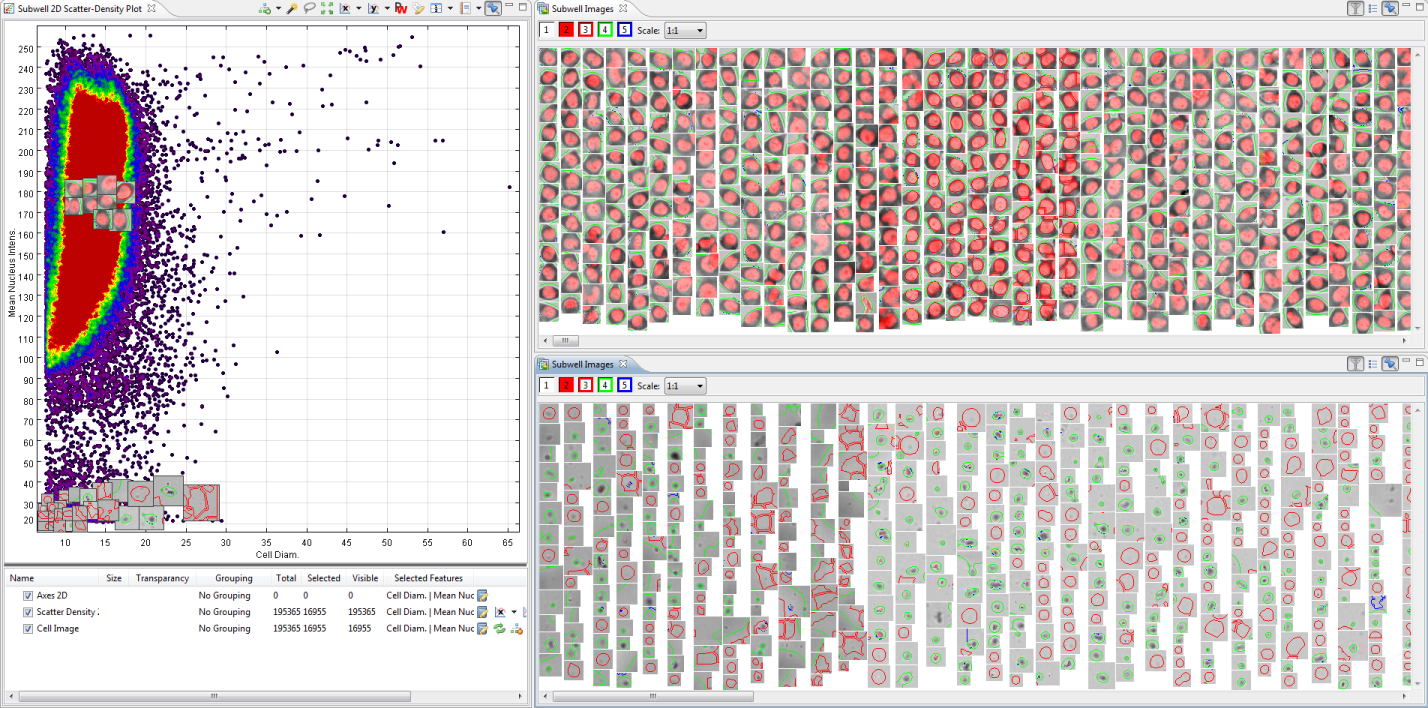 Subwell 2D Scatter-Density Plot
250
240
230
220
210
200
190
180
170
160
150
140
130
120
110
100
90
80
70
60
50
40
30
20
Mean Nucleus Intens.
10 15 20 25 30 35 40 45 50 55 60 65
Cell Diam.
Name Size Transparancy Grouping Total Selected Visible Selected Features
Axes 2D No Grouping 0 0 0 Cell Diam. | Mean Nuc
Scatter Density No Grouping 195365 16955 195365 Cell Diam. | Mean Nuc
Cell Image No Grouping 195365 16955 16955 Cell Diam. | Mean Nuc
Subwell Images
1 2 3 4 5 Scale: 1:1
Subwell Images
1 2 3 4 5 Scale: 1:1